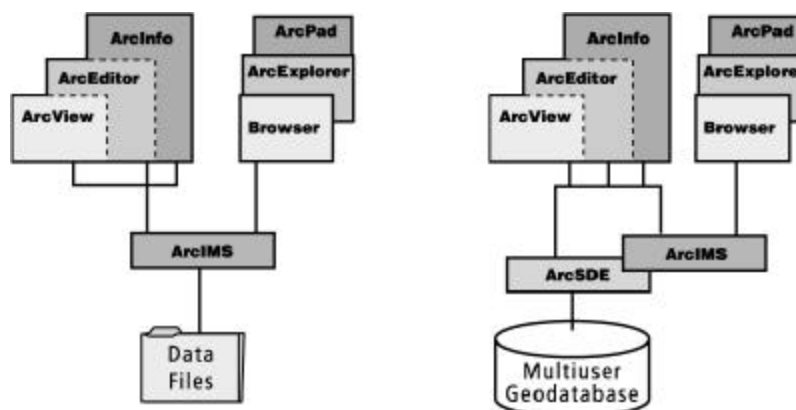 ArcInfo
ArcEditor
ArcView
ArcPad
ArcExplorer
Browser
ArcIMS
Data
Files
ArcInfo
ArcEditor
ArcView
ArcPad
ArcExplorer
Browser
ArcIMS
ArcSDE
Multiuser
Geodatabase